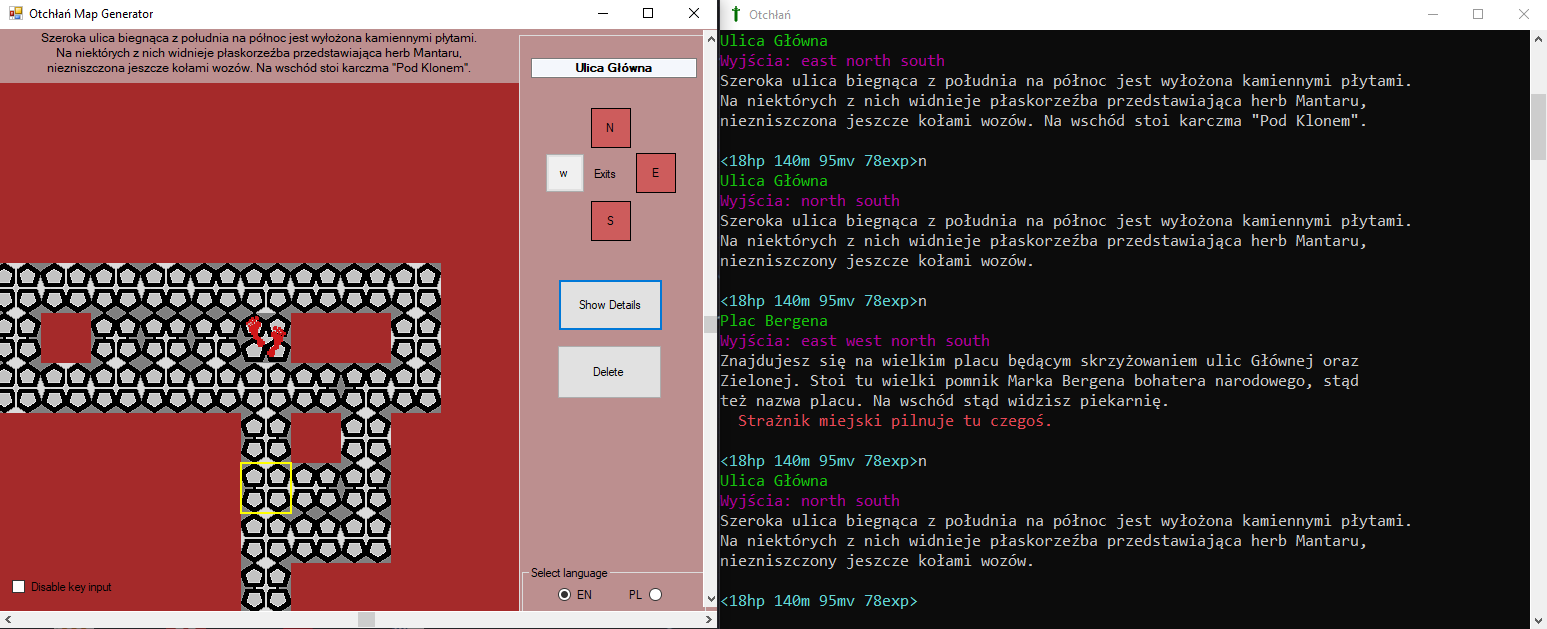 Otchłań Map Generator
Szeroka ulica biegnąca z południa na północ jest wyłożona kamiennymi płytami.
Na niektórych z nich widnieje płaskorzeźba przedstawiająca herb Mantaru,
niezniszczona jeszcze kołami wozów. Na wschód stoi karczma "Pod Klonem".
Ulica Główna
N
w
Exits
E
S
Show Details
Delete
Disable key input
Select language
EN
PL
Otchłań
Ulica Główna
Wyjścia: east north south
Szeroka ulica biegnąca z południa na północ jest wyłożona kamiennymi płytami.
Na niektórych z nich widnieje płaskorzeźba przedstawiająca herb Mantaru,
niezniszczona jeszcze kołami wozów. Na wschód stoi karczma "Pod Klonem".
<18hp 140m 95mv 78exp>n
Ulica Główna
Wyjścia: north south
Szeroka ulica biegnąca z południa na północ jest wyłożona kamiennymi płytami.
Na niektórych z nich widnieje płaskorzeźba przedstawiająca herb Mantaru,
niezniszczony jeszcze kołami wozów.
<18hp 140m 95mv 78exp>n
Plac Bergena
Wyjścia: east west north south
Znajdujesz się na wielkim placu będącym skrzyżowaniem ulic Głównej oraz
Zielonej. Stoi tu wielki pomnik Marka Bergena bohatera narodowego, stąd
też nazwa placu. Na wschód stąd widzisz piekarnię.
Strażnik miejski pilnuje tu czegoś.
<18hp 140m 95mv 78exp>n
Ulica Główna
Wyjścia: north south
Szeroka ulica biegnąca z południa na północ jest wyłożona kamiennymi płytami.
Na niektórych z nich widnieje płaskorzeźba przedstawiająca herb Mantaru,
niezniszczony jeszcze kołami wozów.
<18hp 140m 95mv 78exp>